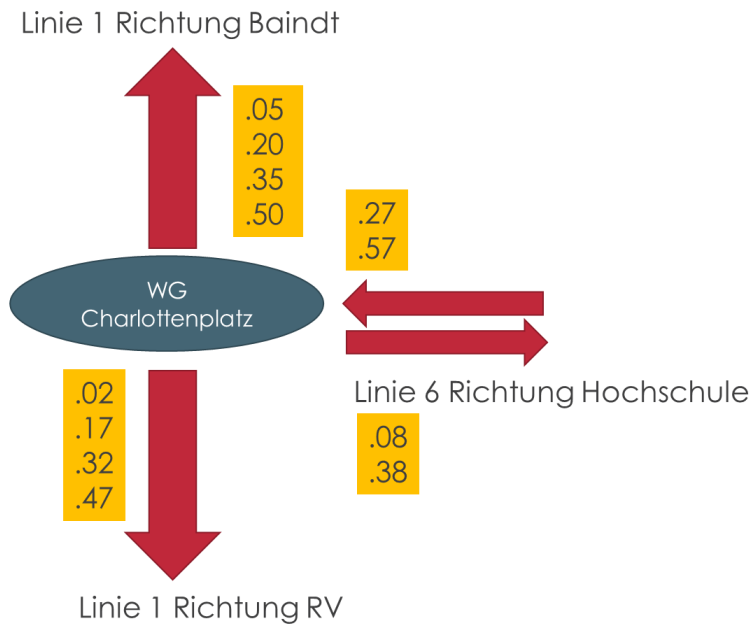 Linie 1 Richtung Baindt
.05
.20
.35
.50
.27
.57
WG
Charlottenplatz
Linie 6 Richtung Hochschule
.08
.38
.02
.17
.32
.47
Linie 1 Richtung RV